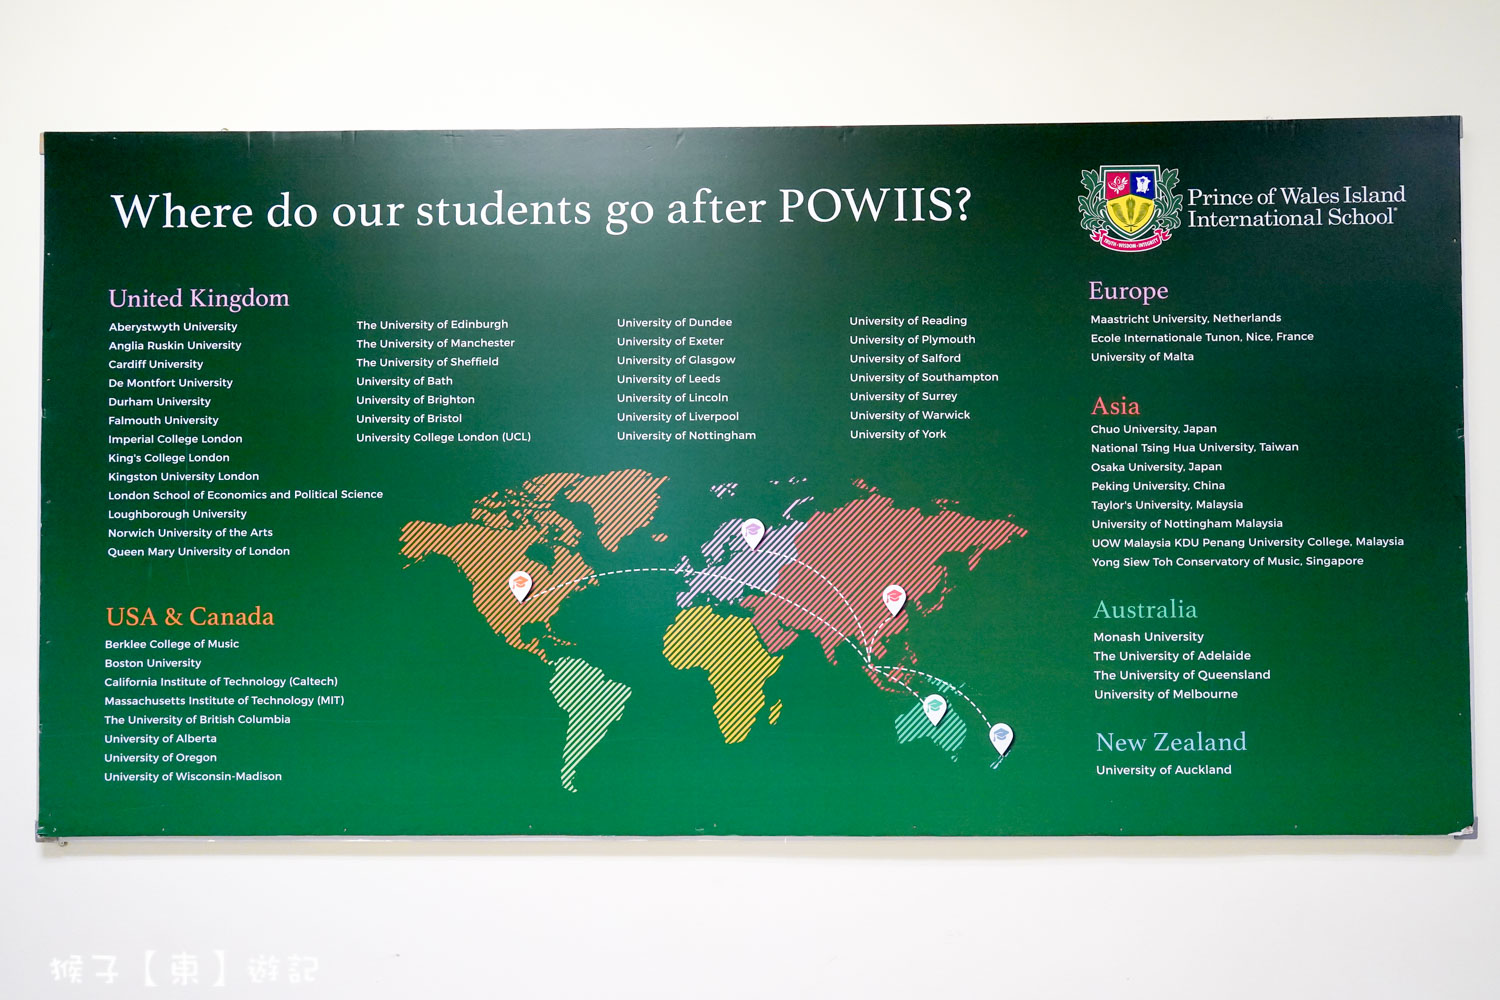 Where do our students go after POWIIS?
Prince of Wales Island
International School®
TRUTH • WISDOM • INTEGRITY
United Kingdom
Aberystwyth University
Anglia Ruskin University
Cardiff University
De Montfort University
Durham University
Falmouth University
Imperial College London
King's College London
Kingston University London
London School of Economics and Political Science
Loughborough University
Norwich University of the Arts
Queen Mary University of London
The University of Edinburgh
The University of Manchester
The University of Sheffield
University of Bath
University of Brighton
University of Bristol
University College London (UCL)
University of Dundee
University of Exeter
University of Glasgow
University of Leeds
University of Lincoln
University of Liverpool
University of Nottingham
University of Reading
University of Plymouth
University of Salford
University of Southampton
University of Surrey
University of Warwick
University of York
USA & Canada
Berklee College of Music
Boston University
California Institute of Technology (Caltech)
Massachusetts Institute of Technology (MIT)
The University of British Columbia
University of Alberta
University of Oregon
University of Wisconsin-Madison
Europe
Maastricht University, Netherlands
Ecole Internationale Tunon, Nice, France
University of Malta
Asia
Chuo University, Japan
National Tsing Hua University, Taiwan
Osaka University, Japan
Peking University, China
Taylor's University, Malaysia
University of Nottingham Malaysia
UOW Malaysia KDU Penang University College, Malaysia
Yong Siew Toh Conservatory of Music, Singapore
Australia
Monash University
The University of Adelaide
The University of Queensland
University of Melbourne
New Zealand
University of Auckland
猴子【東】遊記